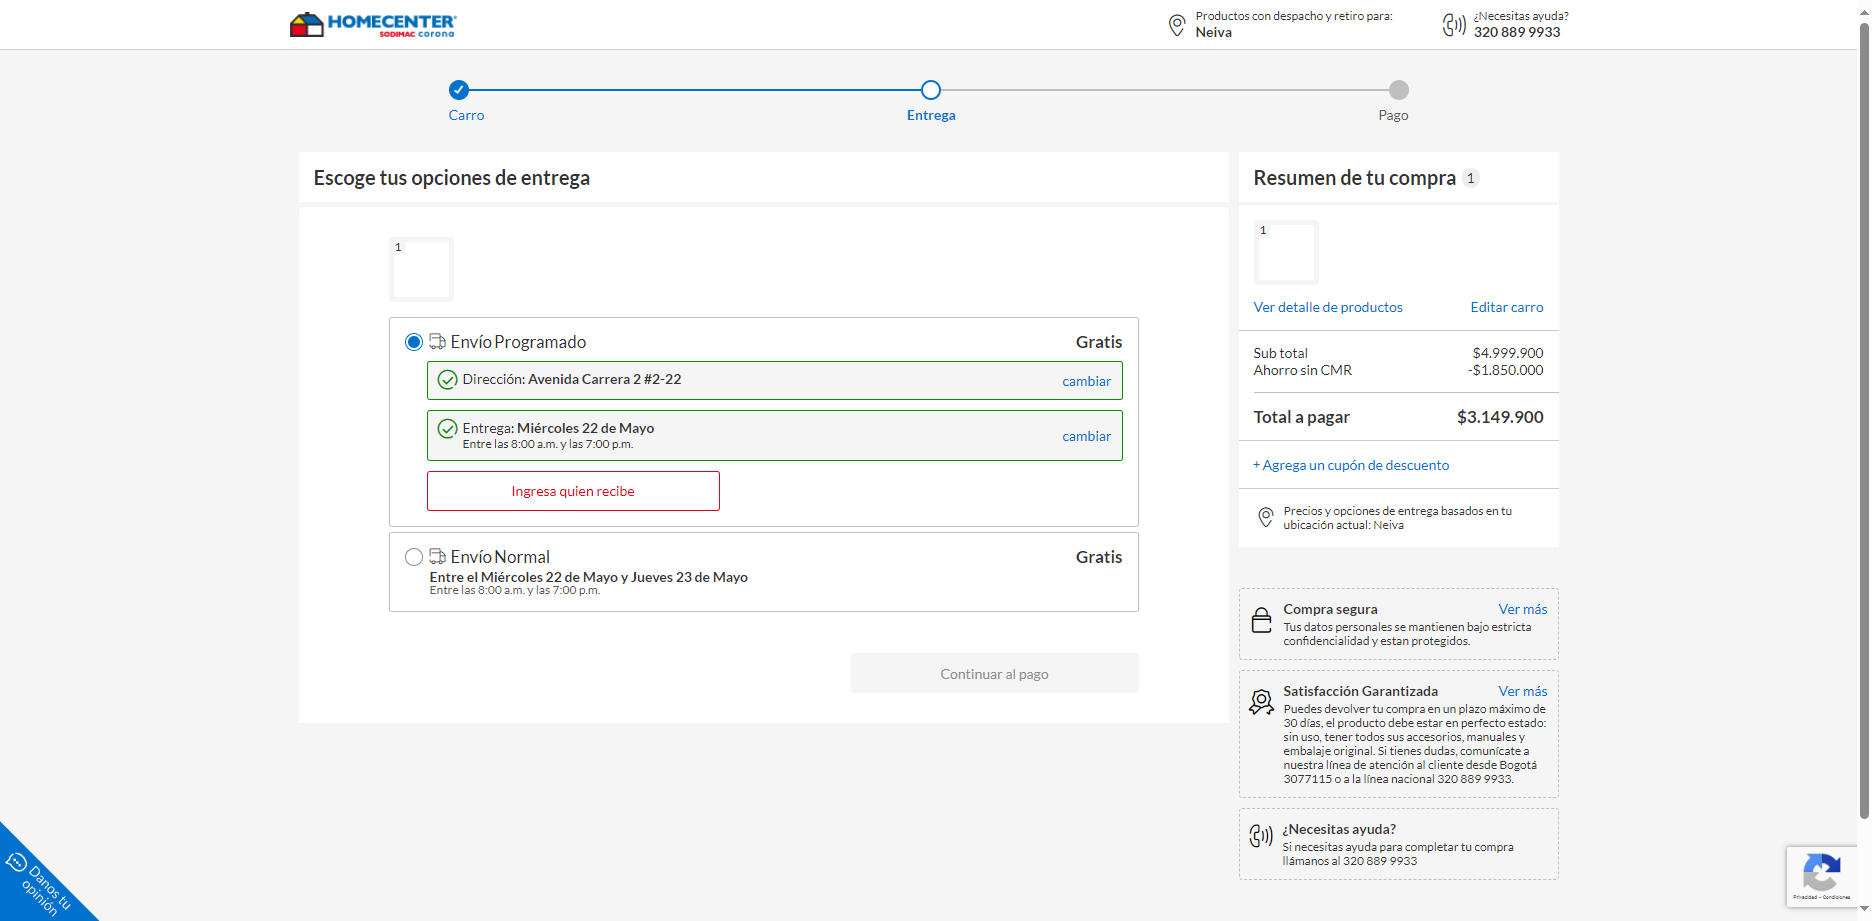 HOMECENTER
SODIMAC corona
Productos con despacho y retiro para:
Neiva
¿Necesitas ayuda?
320 889 9933
Carro
Entrega
Pago
Escoge tus opciones de entrega
1
Envío Programado
Gratis
Dirección: Avenida Carrera 2 #2-22
cambiar
Entrega: Miércoles 22 de Mayo
Entre las 8:00 a.m. y las 7:00 p.m.
cambiar
Ingresa quien recibe
Envío Normal
Gratis
Entre el Miércoles 22 de Mayo y Jueves 23 de Mayo
Entre las 8:00 a.m. y las 7:00 p.m.
Continuar al pago
Resumen de tu compra 1
1
Ver detalle de productos
Editar carro
Sub total $4.999.900
Ahorro sin CMR -$1.850.000
Total a pagar $3.149.900
+ Agrega un cupón de descuento
Precios y opciones de entrega basados en tu
ubicación actual: Neiva
Compra segura
Ver más
Tus datos personales se mantienen bajo estricta
confidencialidad y estan protegidos.
Satisfacción Garantizada
Ver más
Puedes devolver tu compra en un plazo máximo de
30 días, el producto debe estar en perfecto estado:
sin uso, tener todos sus accesorios, manuales y
embalaje original. Si tienes dudas, comunícate a
nuestra línea de atención al cliente desde Bogotá
3077115 o a la línea nacional 320 889 9933.
¿Necesitas ayuda?
Si necesitas ayuda para completar tu compra
llámanos al 320 889 9933
Danos tu
opinión
Privacidad - Condiciones